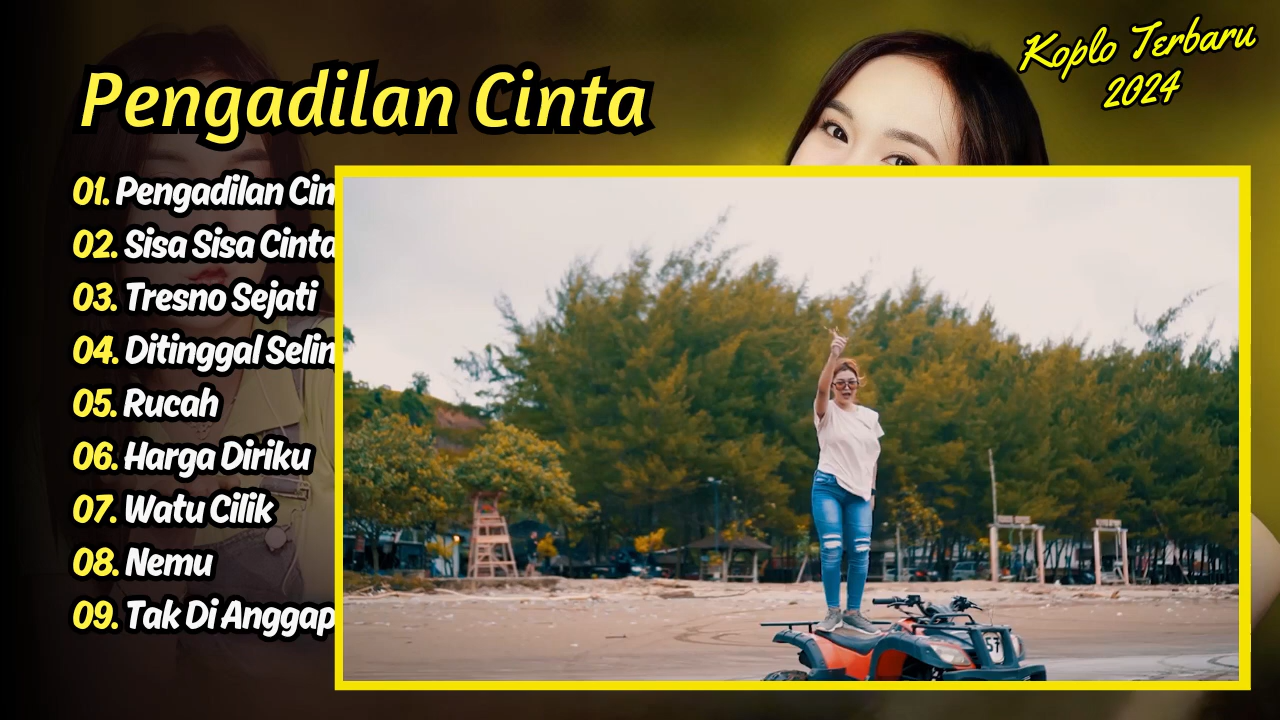 Koplo Terbaru
2024
Pengadilan Cinta
01. Pengadilan Cin
02. Sisa Sisa Cinta
03. Tresno Sejati
04. Ditinggal Selin
05. Rucah
06. Harga Diriku
07. Watu Cilik
08. Nemu
09. Tak Di Anggap
57